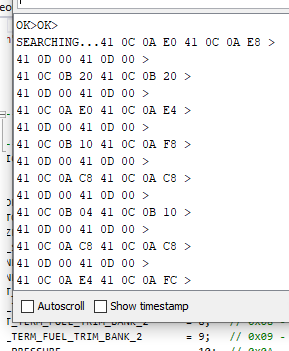 OK>OK>
SEARCHING...41 0C 0A E0 41 0C 0A E8 >
41 0D 00 41 0D 00 >
41 0C 0B 20 41 0C 0B 20 >
41 0D 00 41 0D 00 >
41 0C 0A E0 41 0C 0A E4 >
41 0D 00 41 0D 00 >
41 0C 0B 10 41 0C 0A F8 >
41 0D 00 41 0D 00 >
41 0C 0A C8 41 0C 0A C8 >
41 0D 00 41 0D 00 >
41 0C 0B 04 41 0C 0B 10 >
41 0D 00 41 0D 00 >
41 0C 0A C8 41 0C 0A C8 >
41 0D 00 41 0D 00 >
41 0C 0A E4 41 0C 0A FC >
Autoscroll Show timestamp
_TERM_FUEL_TRIM_BANK_2 = 9; // 0x09 -